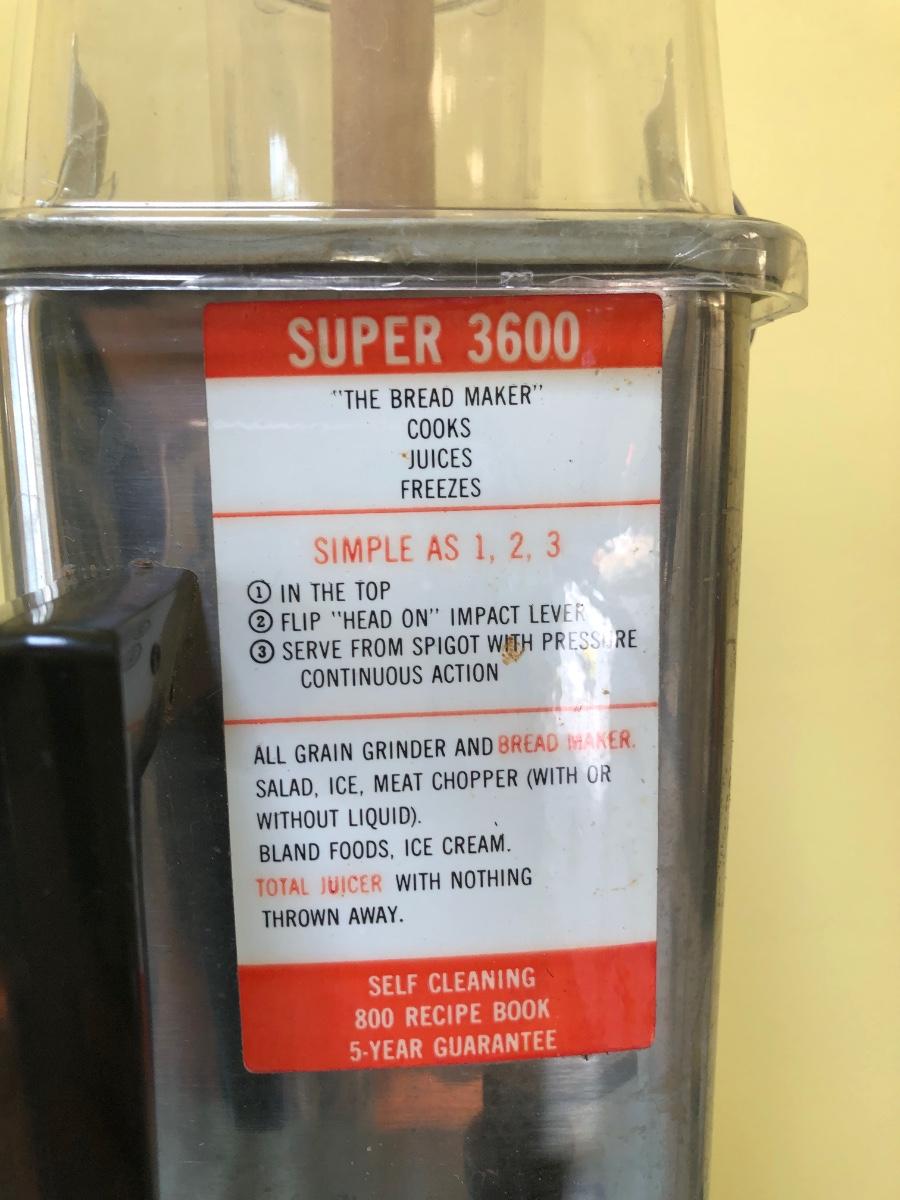 SUPER 3600
"THE BREAD MAKER"
COOKS
JUICES
FREEZES
SIMPLE AS 1, 2, 3
① IN THE TOP
② FLIP "HEAD ON" IMPACT LEVER
③ SERVE FROM SPIGOT WITH PRESSURE
CONTINUOUS ACTION
ALL GRAIN GRINDER AND BREAD MAKER.
SALAD, ICE, MEAT CHOPPER (WITH OR
WITHOUT LIQUID).
BLAND FOODS, ICE CREAM.
TOTAL JUICER WITH NOTHING
THROWN AWAY.
SELF CLEANING
800 RECIPE BOOK
5-YEAR GUARANTEE